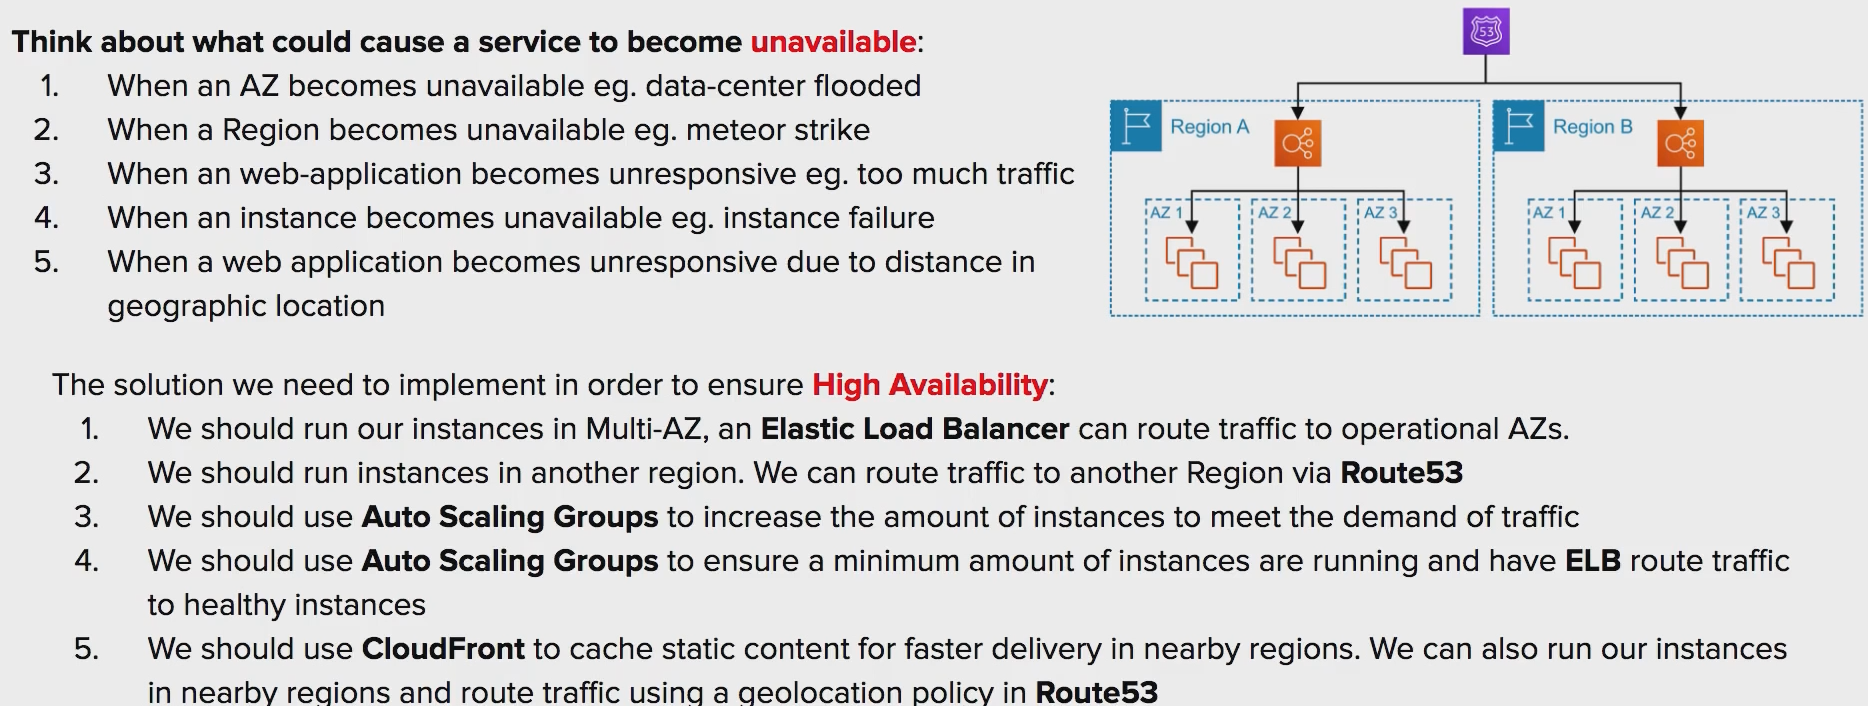 Think about what could cause a service to become unavailable:
1. When an AZ becomes unavailable eg. data-center flooded
2. When a Region becomes unavailable eg. meteor strike
3. When an web-application becomes unresponsive eg. too much traffic
4. When an instance becomes unavailable eg. instance failure
5. When a web application becomes unresponsive due to distance in
geographic location
53
Region A
AZ 1
AZ 2
AZ 3
Region B
AZ 1
AZ 2
AZ 3
The solution we need to implement in order to ensure High Availability:
1. We should run our instances in Multi-AZ, an Elastic Load Balancer can route traffic to operational AZs.
2. We should run instances in another region. We can route traffic to another Region via Route53
3. We should use Auto Scaling Groups to increase the amount of instances to meet the demand of traffic
4. We should use Auto Scaling Groups to ensure a minimum amount of instances are running and have ELB route traffic
to healthy instances
5. We should use CloudFront to cache static content for faster delivery in nearby regions. We can also run our instances
in nearby regions and route traffic using a geolocation policy in Route53